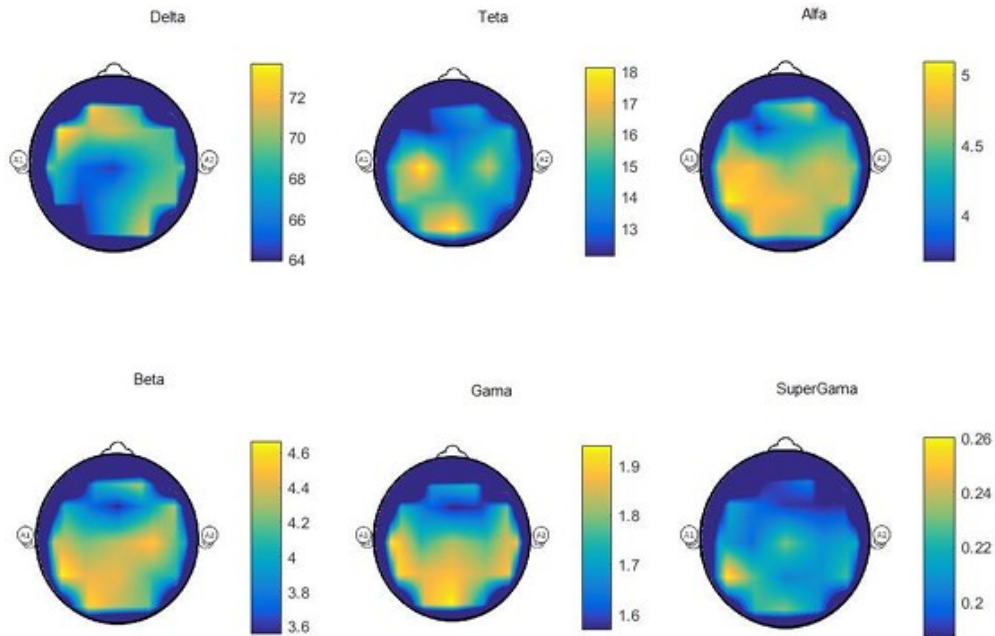 Delta
Teta
Alfa
A1
A2
72
70
68
66
64
A1
A2
18
17
16
15
14
13
A1
A2
5
4.5
4
Beta
Gama
SuperGama
A1
A2
4.6
4.4
4.2
4
3.8
3.6
A1
A2
1.9
1.8
1.7
1.6
A1
A2
0.26
0.24
0.22
0.2